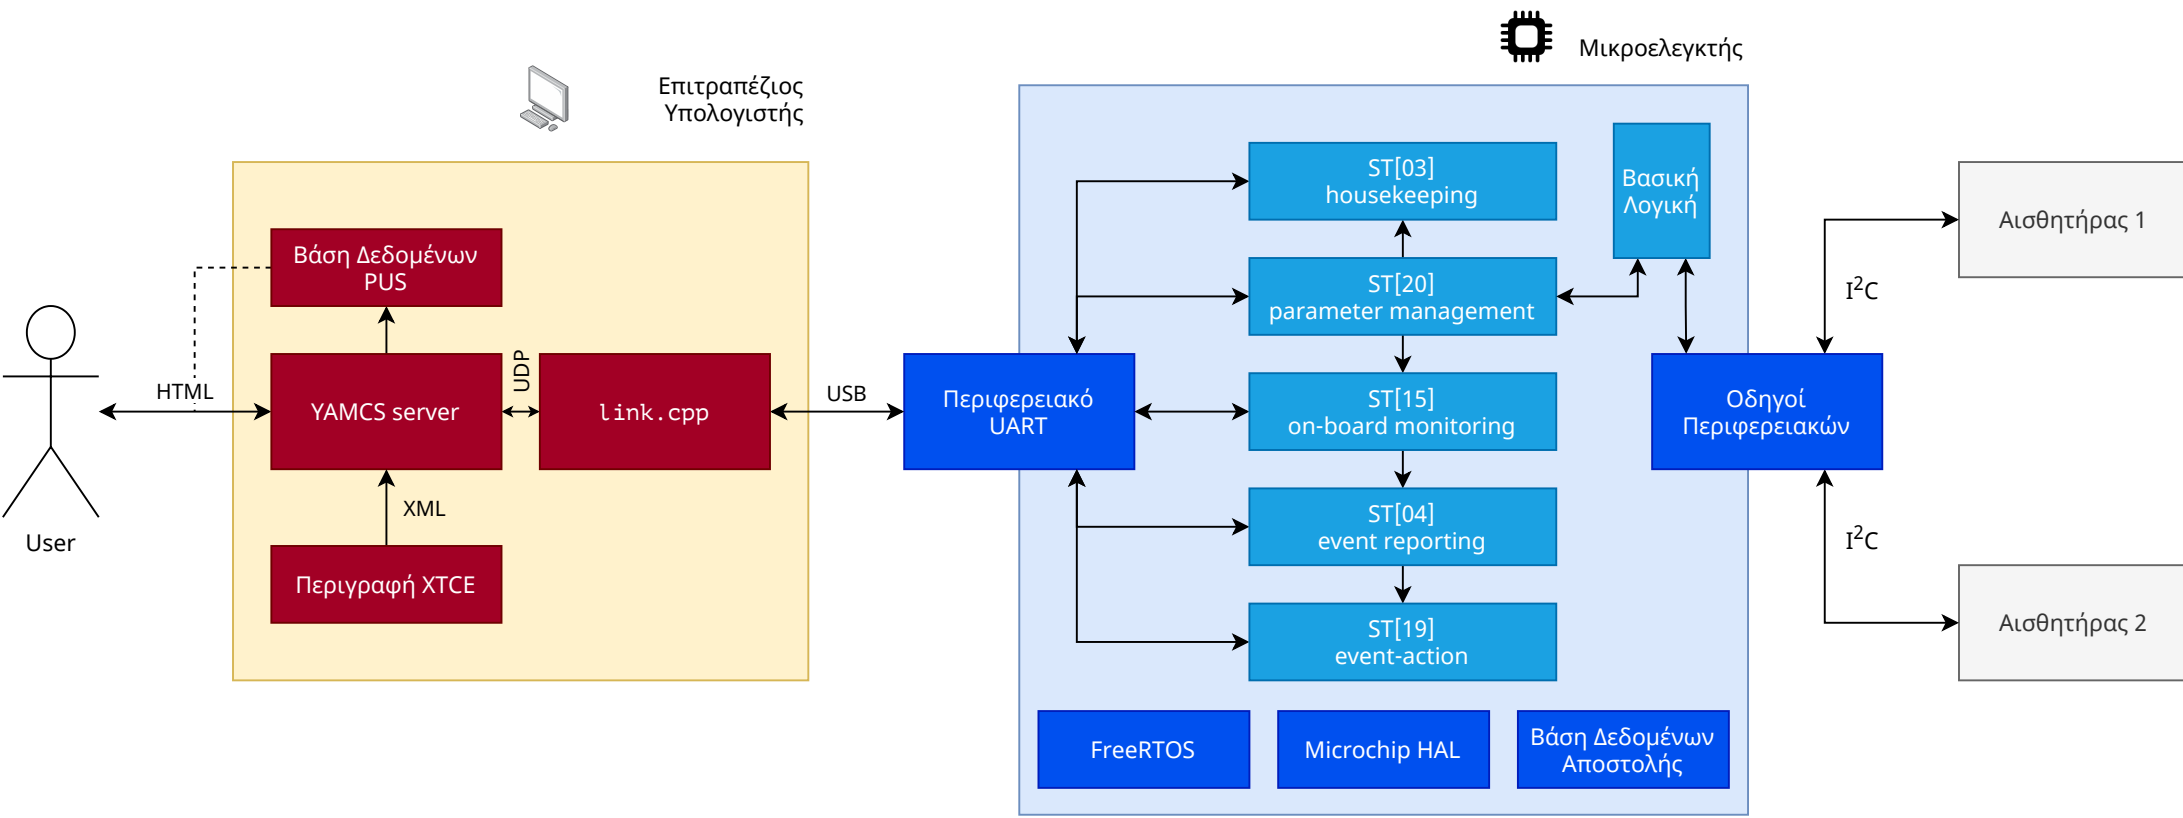 Μικροελεγκτής
Επιτραπέζιος
Υπολογιστής
Βάση Δεδομένων
PUS
HTML
YAMCS server
UDP
link.cpp
XML
Περιγραφή XTCE
User
USB
Περιφερειακό
UART
ST[03]
housekeeping
ST[20]
parameter management
ST[15]
on-board monitoring
ST[04]
event reporting
ST[19]
event-action
Βασική
Λογική
Οδηγοί
Περιφερειακών
I²C
I²C
Αισθητήρας 1
Αισθητήρας 2
FreeRTOS
Microchip HAL
Βάση Δεδομένων
Αποστολής